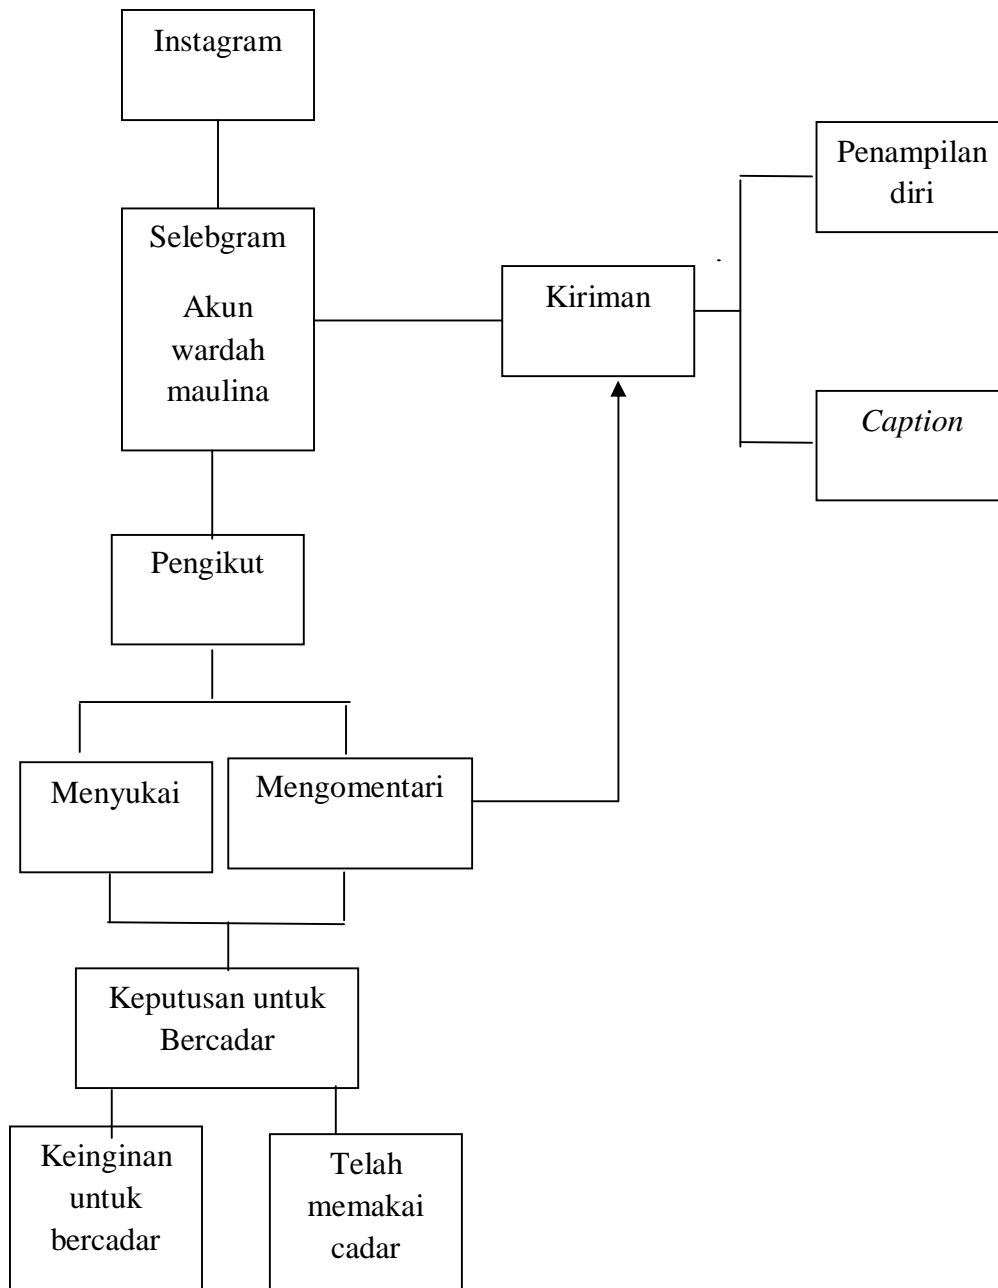 Instagram
Selebgram
Akun
wardah
maulina
Kiriman
Penampilan
diri
Caption
Pengikut
Menyukai
Mengomentari
Keputusan untuk
Bercadar
Keinginan
untuk
bercadar
Telah
memakai
cadar